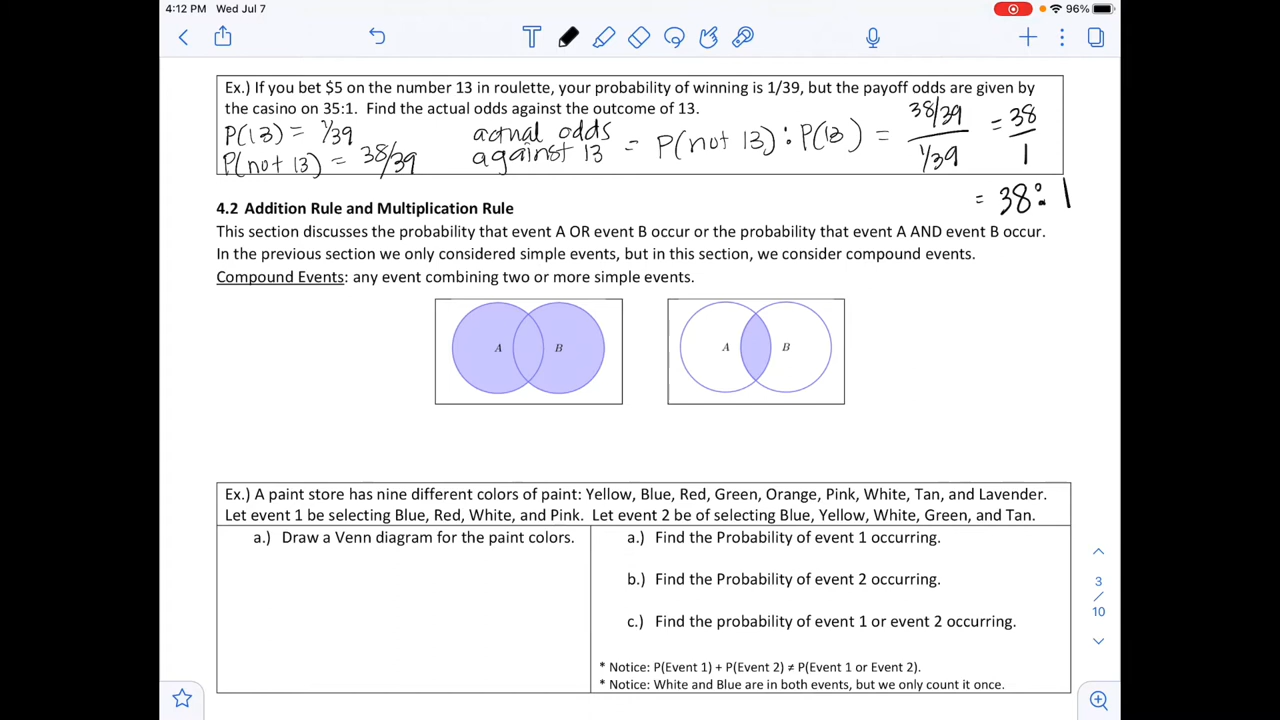 4:12 PM Wed Jul 7
96%
T
Ex.) If you bet $5 on the number 13 in roulette, your probability of winning is 1/39, but the payoff odds are given by
the casino on 35:1. Find the actual odds against the outcome of 13.
P(13) = 1/39
P(not 13) = 38/39
actual odds
against 13 = P(not 13) : P(13) = 38/39 / 1/39 = 38/1
= 38:1
4.2 Addition Rule and Multiplication Rule
This section discusses the probability that event A OR event B occur or the probability that event A AND event B occur.
In the previous section we only considered simple events, but in this section, we consider compound events.
Compound Events: any event combining two or more simple events.
A B
A B
Ex.) A paint store has nine different colors of paint: Yellow, Blue, Red, Green, Orange, Pink, White, Tan, and Lavender.
Let event 1 be selecting Blue, Red, White, and Pink. Let event 2 be of selecting Blue, Yellow, White, Green, and Tan.
a.) Draw a Venn diagram for the paint colors.
a.) Find the Probability of event 1 occurring.
b.) Find the Probability of event 2 occurring.
c.) Find the probability of event 1 or event 2 occurring.
* Notice: P(Event 1) + P(Event 2) ≠ P(Event 1 or Event 2).
* Notice: White and Blue are in both events, but we only count it once.
3
/
10